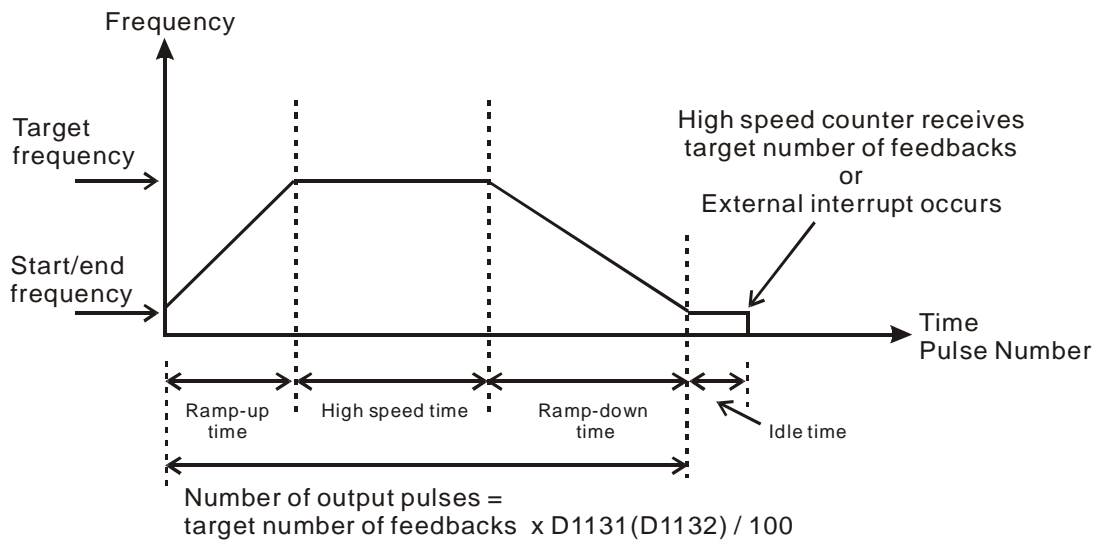 Frequency
Target
frequency
High speed counter receives
target number of feedbacks
or
External interrupt occurs
Start/end
frequency
Time
Pulse Number
Ramp-up
time
High speed time
Ramp-down
time
Idle time
Number of output pulses =
target number of feedbacks x D1131(D1132) / 100